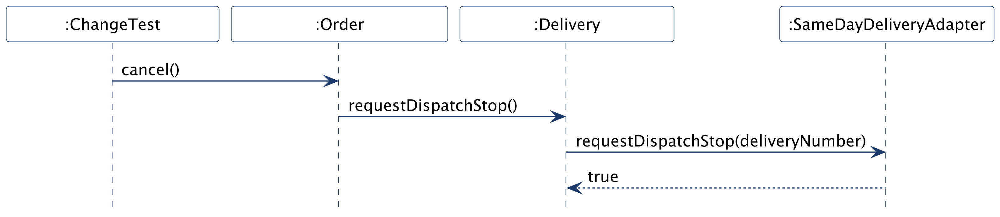 :ChangeTest
:Order
:Delivery
:SameDayDeliveryAdapter
cancel()
requestDispatchStop()
requestDispatchStop(deliveryNumber)
true